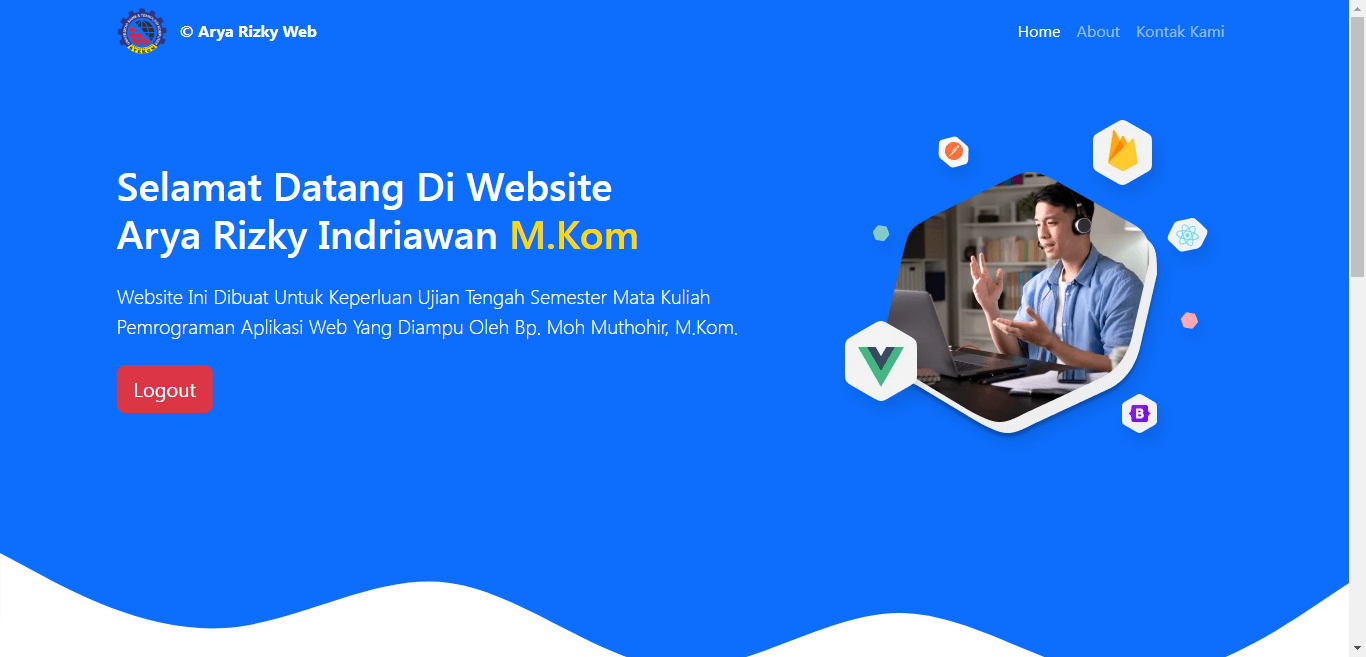 © Arya Rizky Web
Home
About
Kontak Kami
Selamat Datang Di Website
Arya Rizky Indriawan M.Kom
Website Ini Dibuat Untuk Keperluan Ujian Tengah Semester Mata Kuliah
Pemrograman Aplikasi Web Yang Diampu Oleh Bp. Moh Muthohir, M.Kom.
Logout
B